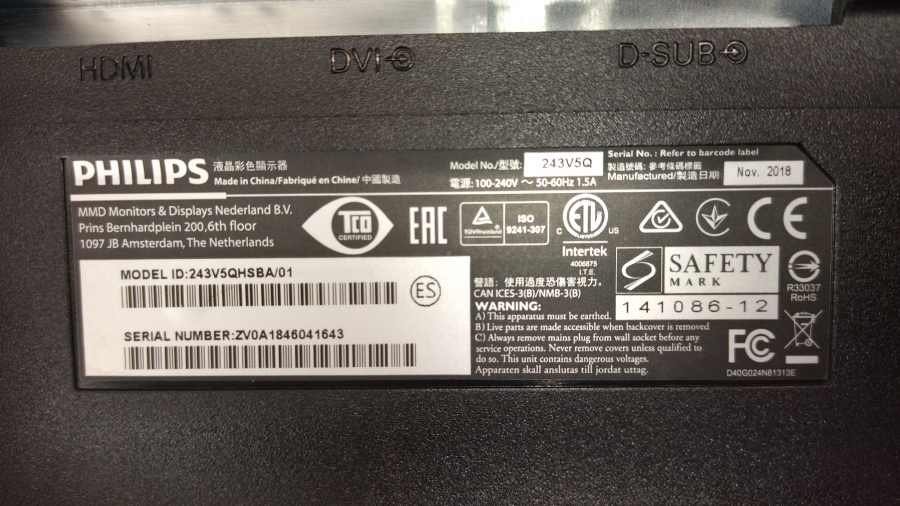 HDMI
DVI
D-SUB
PHILIPS 液晶彩色顯示器
Made in China/Fabriqué en Chine/ 中國製造
Model No./型號: 243V5Q
電源: 100-240V ~ 50-60Hz 1.5A
Serial No. : Refer to barcode label
製造號碼: 參考條碼標籤
Manufactured/製造日期: Nov. 2018
MMD Monitors & Displays Nederland B.V.
Prins Bernhardplein 200,6th floor
1097 JB Amsterdam, The Netherlands
TCO
CERTIFIED
EAC
TÜVRheinland
ISO
9241-307
C ETL US
LISTED
Intertek
4006875
I.T.E.
CE
MODEL ID:243V5QHSBA/01
ES
SERIAL NUMBER:ZV0A1846041643
警語: 使用過度恐傷害視力。
CAN ICES-3(B)/NMB-3(B)
WARNING:
A) This apparatus must be earthed.
B) Live parts are made accessible when backcover is removed
C) Always remove mains plug from wall socket before any
service operations. Never remove covers unless qualified to
do so. This unit contains dangerous voltages.
Apparaten skall anslutas till jordat uttag.
S SAFETY
MARK
141086-12
R33037
RoHS
FC
D40G024N81313E